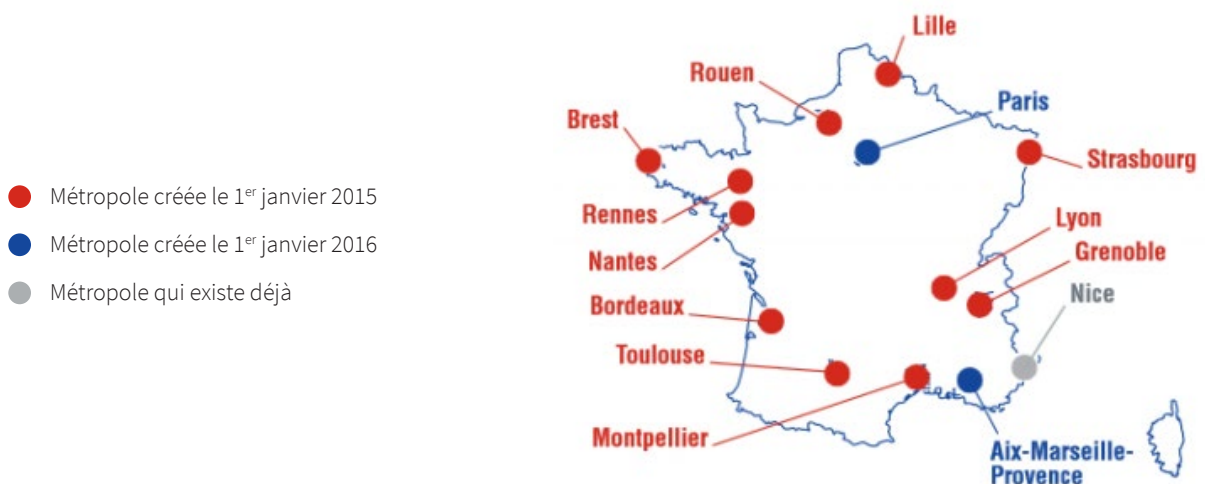 Métropole créée le 1er janvier 2015
Métropole créée le 1er janvier 2016
Métropole qui existe déjà
Lille
Rouen
Paris
Brest
Strasbourg
Rennes
Lyon
Nantes
Grenoble
Nice
Bordeaux
Toulouse
Montpellier
Aix-Marseille-
Provence